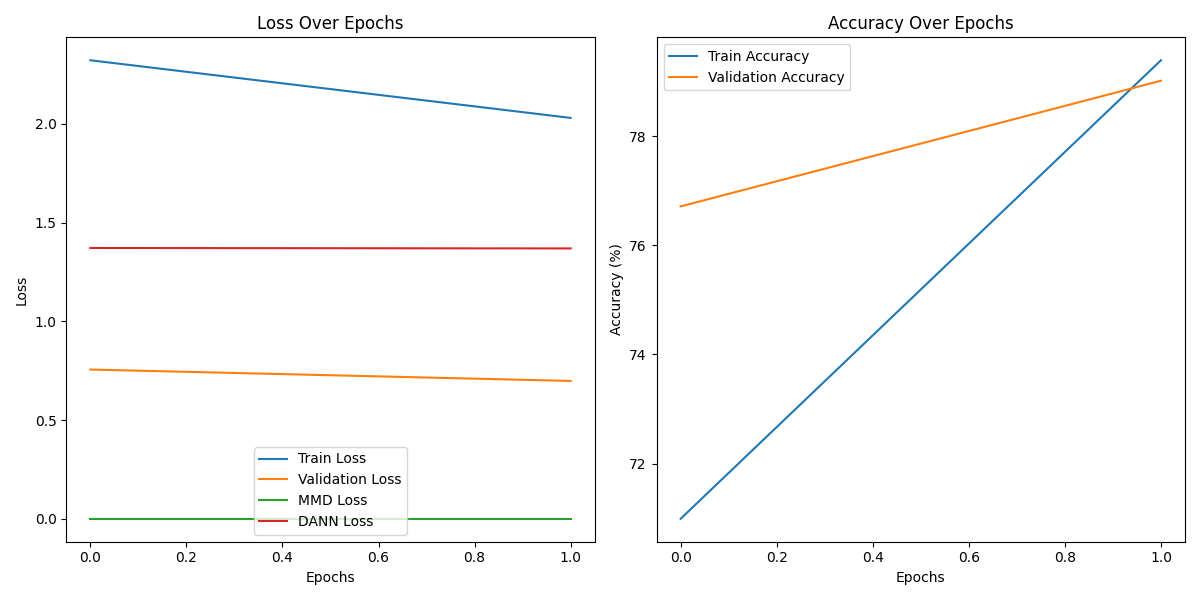 Loss Over Epochs
Loss
2.0
1.5
1.0
0.5
0.0
Train Loss
Validation Loss
MMD Loss
DANN Loss
0.0 0.2 0.4 0.6 0.8 1.0
Epochs
Accuracy Over Epochs
Train Accuracy
Validation Accuracy
Accuracy (%)
78
76
74
72
0.0 0.2 0.4 0.6 0.8 1.0
Epochs